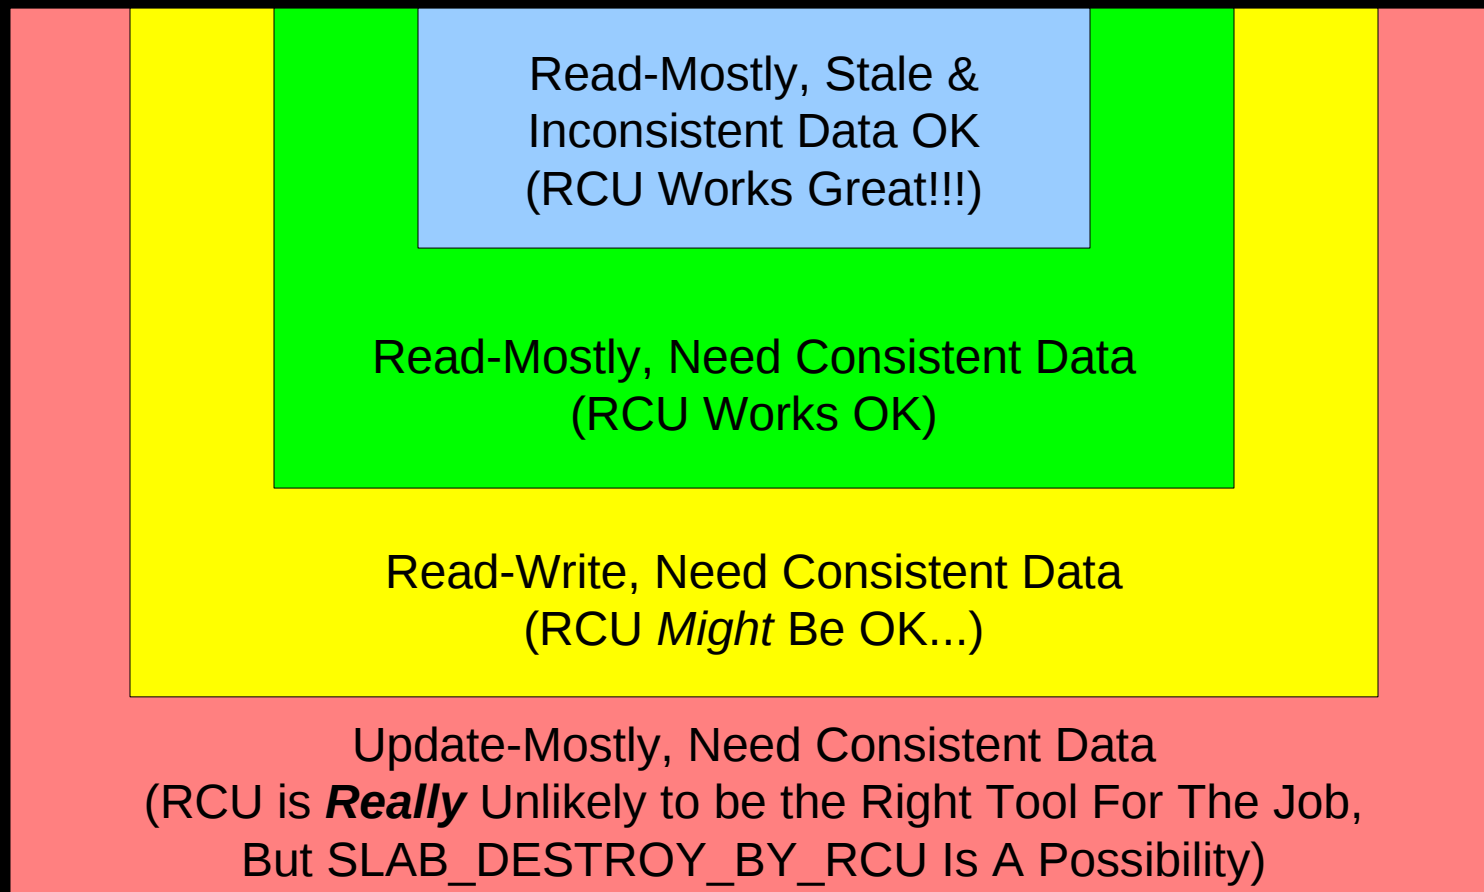 Read-Mostly, Stale &
Inconsistent Data OK
(RCU Works Great!!!)
Read-Mostly, Need Consistent Data
(RCU Works OK)
Read-Write, Need Consistent Data
(RCU Might Be OK...)
Update-Mostly, Need Consistent Data
(RCU is Really Unlikely to be the Right Tool For The Job,
But SLAB_DESTROY_BY_RCU Is A Possibility)